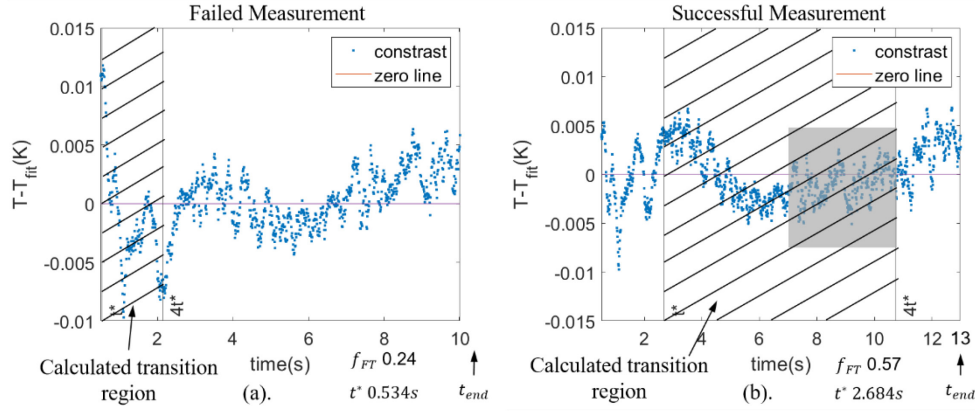 Failed Measurement
0.015
0.01
0.005
0
-0.005
-0.01
T-T_fit(K)
constrast
zero line
t*
4t*
2
4
6
8
10
time(s)
Calculated transition
region
(a).
f_FT 0.24
t* 0.534s
t_end
Successful Measurement
0.015
0.01
0.005
0
-0.005
-0.01
-0.015
T-T_fit(K)
constrast
zero line
t*
4t*
2
4
6
8
10
12
13
time(s)
Calculated transition
region
(b).
f_FT 0.57
t* 2.684s
t_end